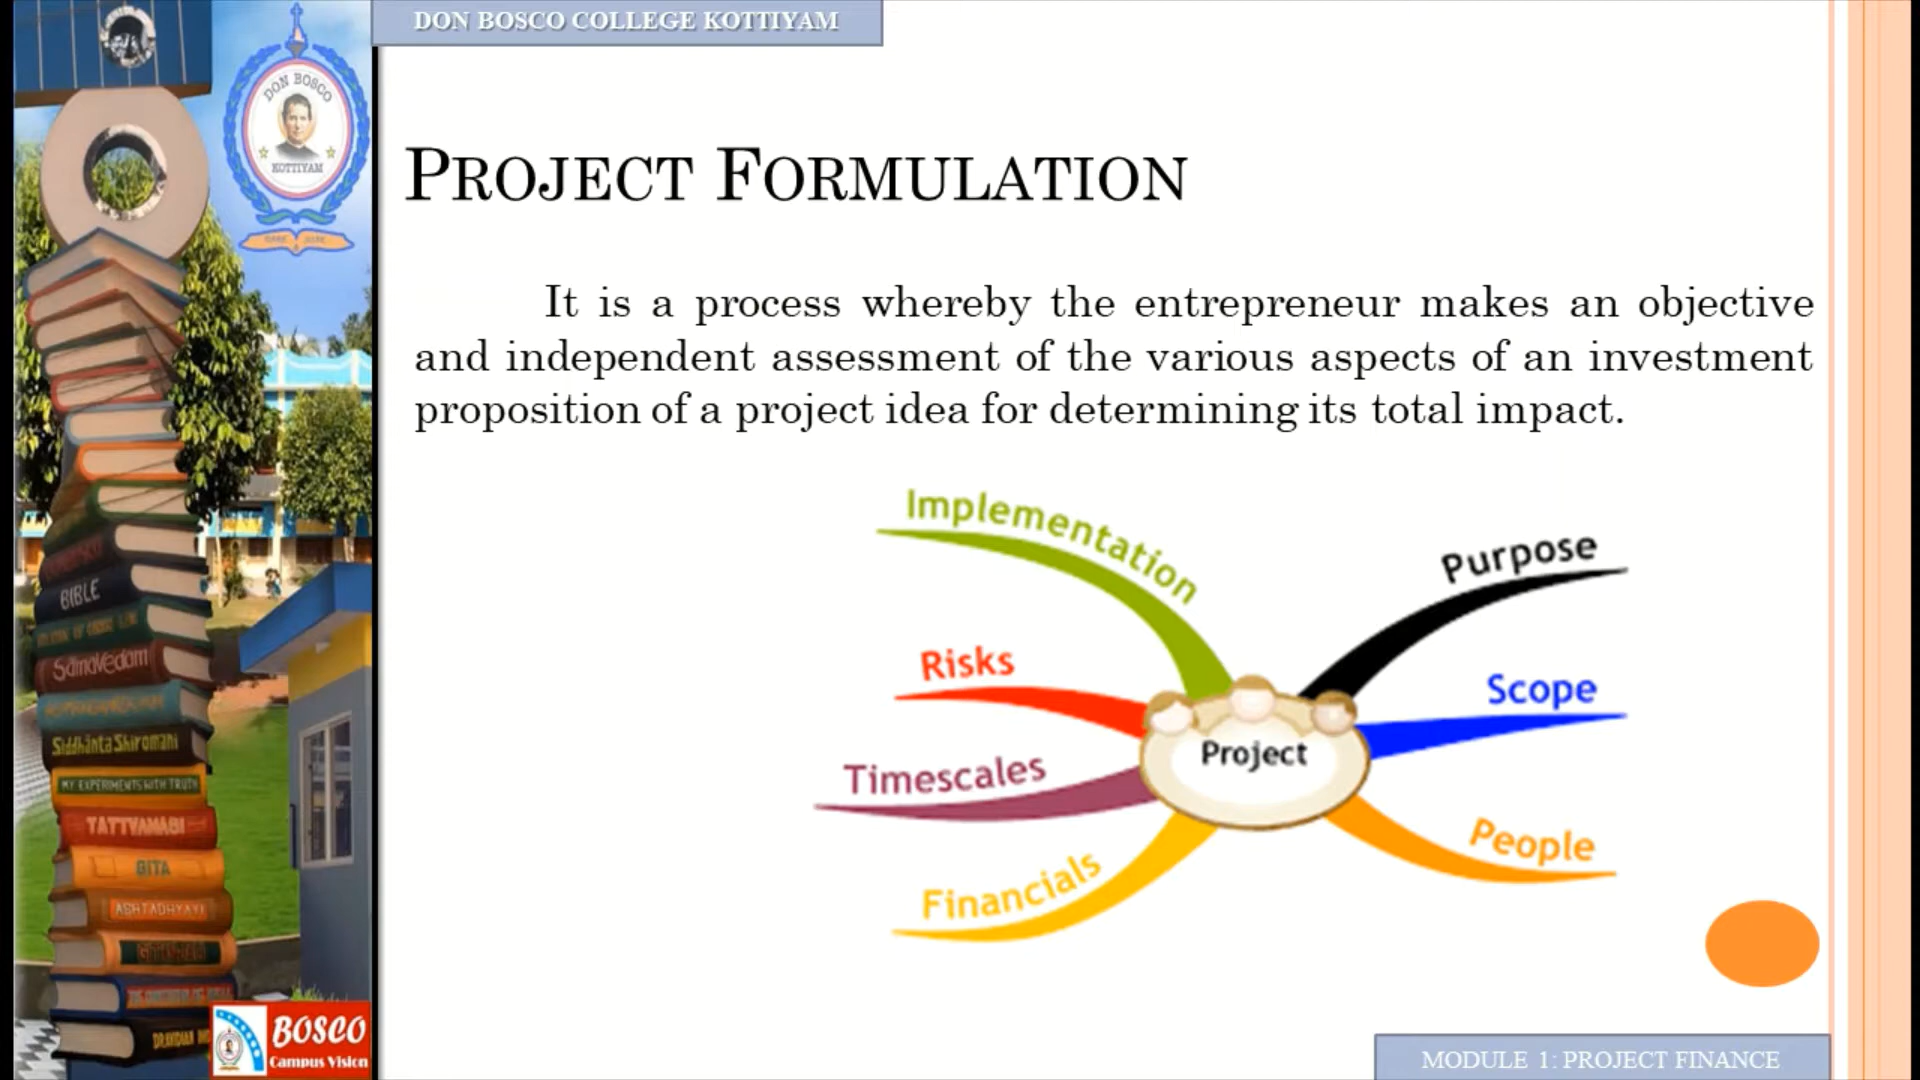 DON BOSCO COLLEGE KOTTIYAM
DON BOSCO
KOTTIYAM
PROJECT FORMULATION
It is a process whereby the entrepreneur makes an objective
and independent assessment of the various aspects of an investment
proposition of a project idea for determining its total impact.
Implementation
Purpose
Risks
Scope
Project
Timescales
People
Financials
BIBLE
SāmaVedam
Siddhānta Shiromani
MY EXPERIMENTS WITH TRUTH
GITA
BOSCO
Campus Vision
MODULE 1: PROJECT FINANCE